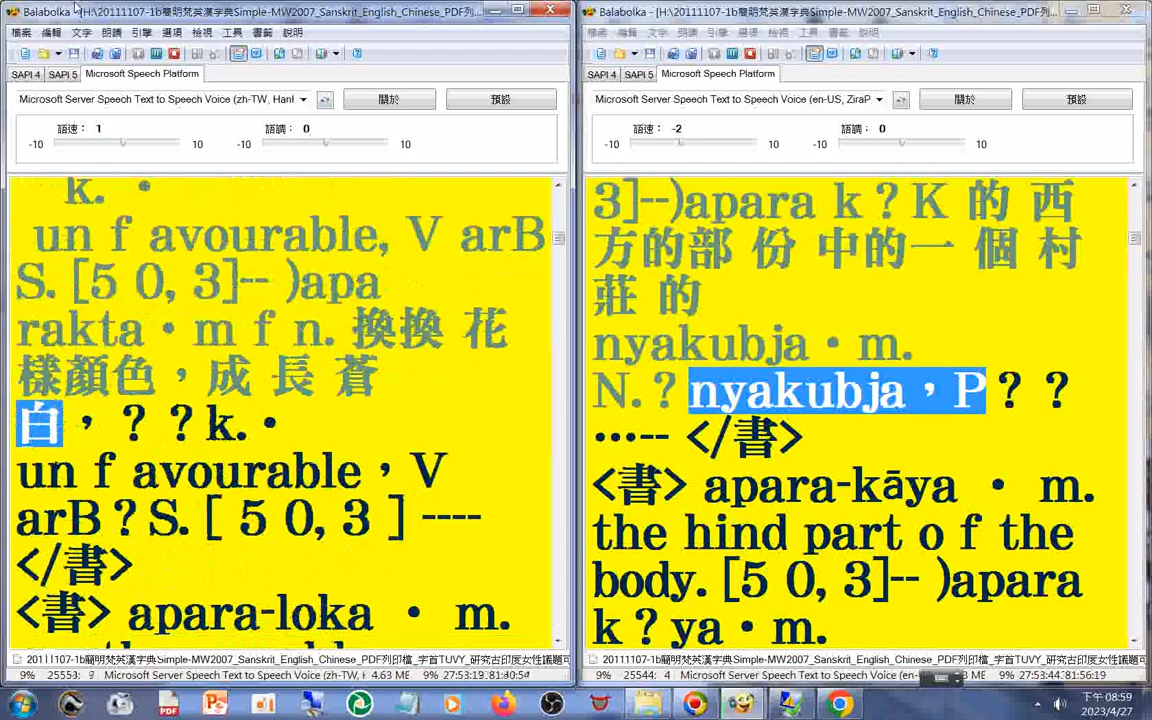 Balabolka - [H:\20111107-1b簡明梵英漢字典Simple-MW2007_Sanskrit_English_Chinese_PDF列...
檔案 編輯 文字 朗讀 引擎 選項 檢視 工具 書籤 說明
SAPI 4 SAPI 5 Microsoft Speech Platform
Microsoft Server Speech Text to Speech Voice (zh-TW, Hanl
關於 預設
語速： 1 語調： 0
-10 10 -10 10
k. •
un f avourable, V arB
S. [5 0, 3]-- )apa
rakta • m f n. 換換 花
樣顏色，成 長 蒼
白，？？k. •
un f avourable，V
arB？S. [ 5 0, 3 ] ----
</書>
<書> apara-loka • m.
20111107-1b簡明梵英漢字典Simple-MW2007_Sanskrit_English_Chinese_PDF列印檔_字首TUVY_研究古印度女性議題可
9% 25553: 9 Microsoft Server Speech Text to Speech Voice (zh-TW, H 4.63 ME 9% 27:53:19.81:40:54
Balabolka - [H:\20111107-1b簡明梵英漢字典Simple-MW2007_Sanskrit_English_Chinese_PDF列...
檔案 編輯 文字 朗讀 引擎 選項 檢視 工具 書籤 說明
SAPI 4 SAPI 5 Microsoft Speech Platform
Microsoft Server Speech Text to Speech Voice (en-US, ZiraP
關於 預設
語速： -2 語調： 0
-10 10 -10 10
3]--)apara k？K 的 西
方的部 份 中的一 個 村
莊 的
nyakubja • m.
N.？nyakubja，P？？
…-- </書>
<書> apara-kāya • m.
the hind part o f the
body. [5 0, 3]-- )apara
k？ya • m.
20111107-1b簡明梵英漢字典Simple-MW2007_Sanskrit_English_Chinese_PDF列印檔_字首TUVY_研究古印度女性議題可
9% 25544: 4 Microsoft Server Speech Text to Speech Voice (en-US, Zi 4.63 MB 9% 27:53:44.81:56:19
下午 08:59
2023/4/27